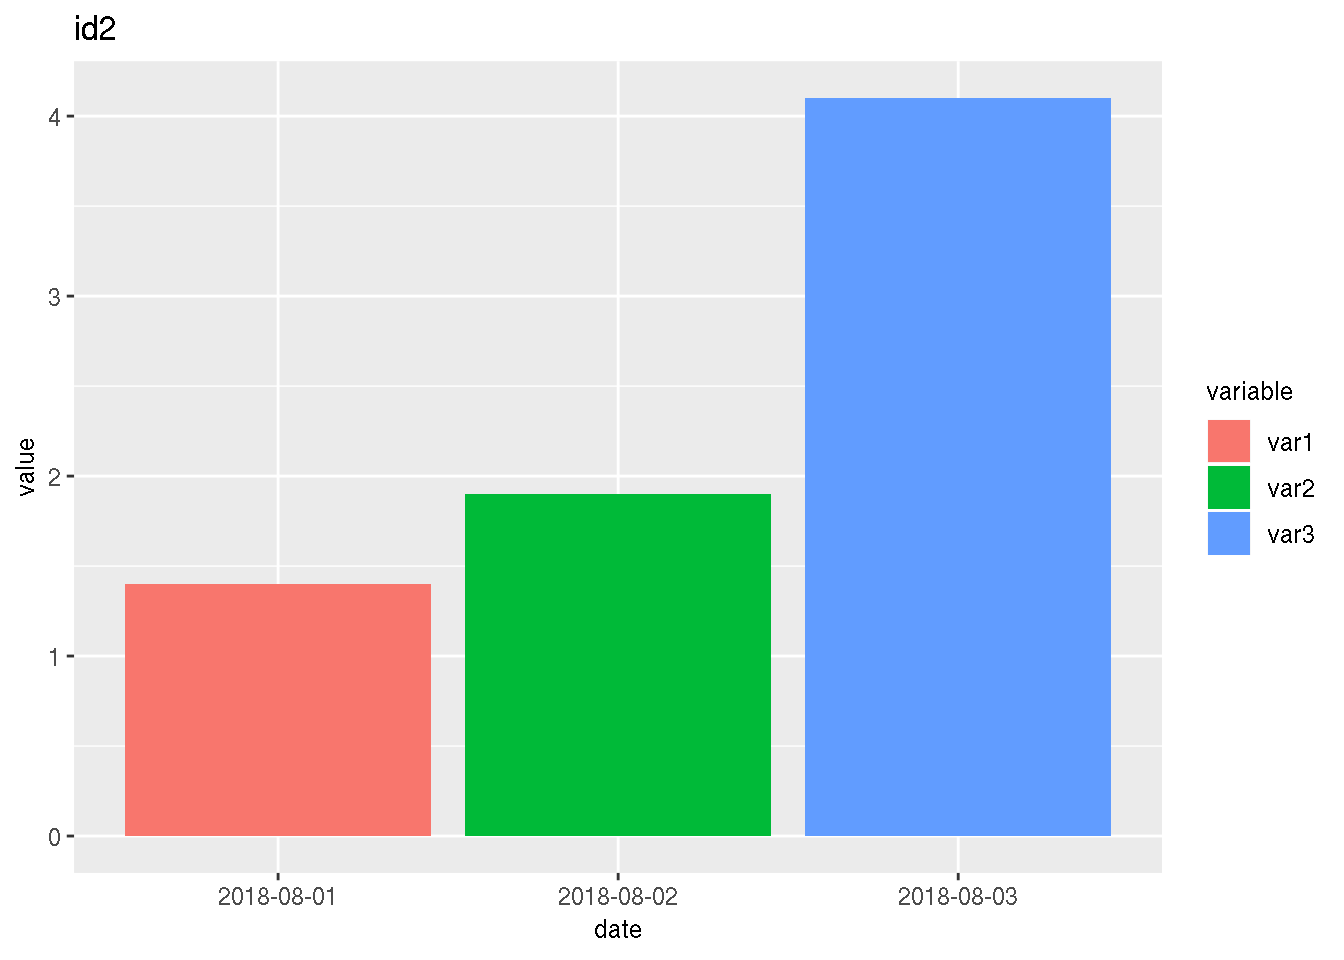 id2
4
3
2
1
0
value
2018-08-01
2018-08-02
2018-08-03
date
variable
var1
var2
var3